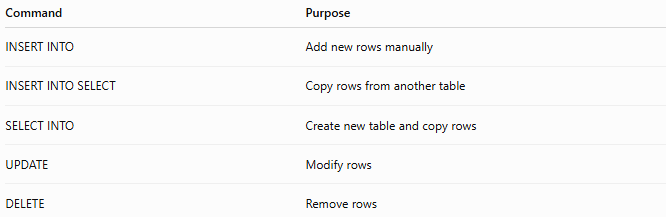 Command Purpose
INSERT INTO Add new rows manually
INSERT INTO SELECT Copy rows from another table
SELECT INTO Create new table and copy rows
UPDATE Modify rows
DELETE Remove rows